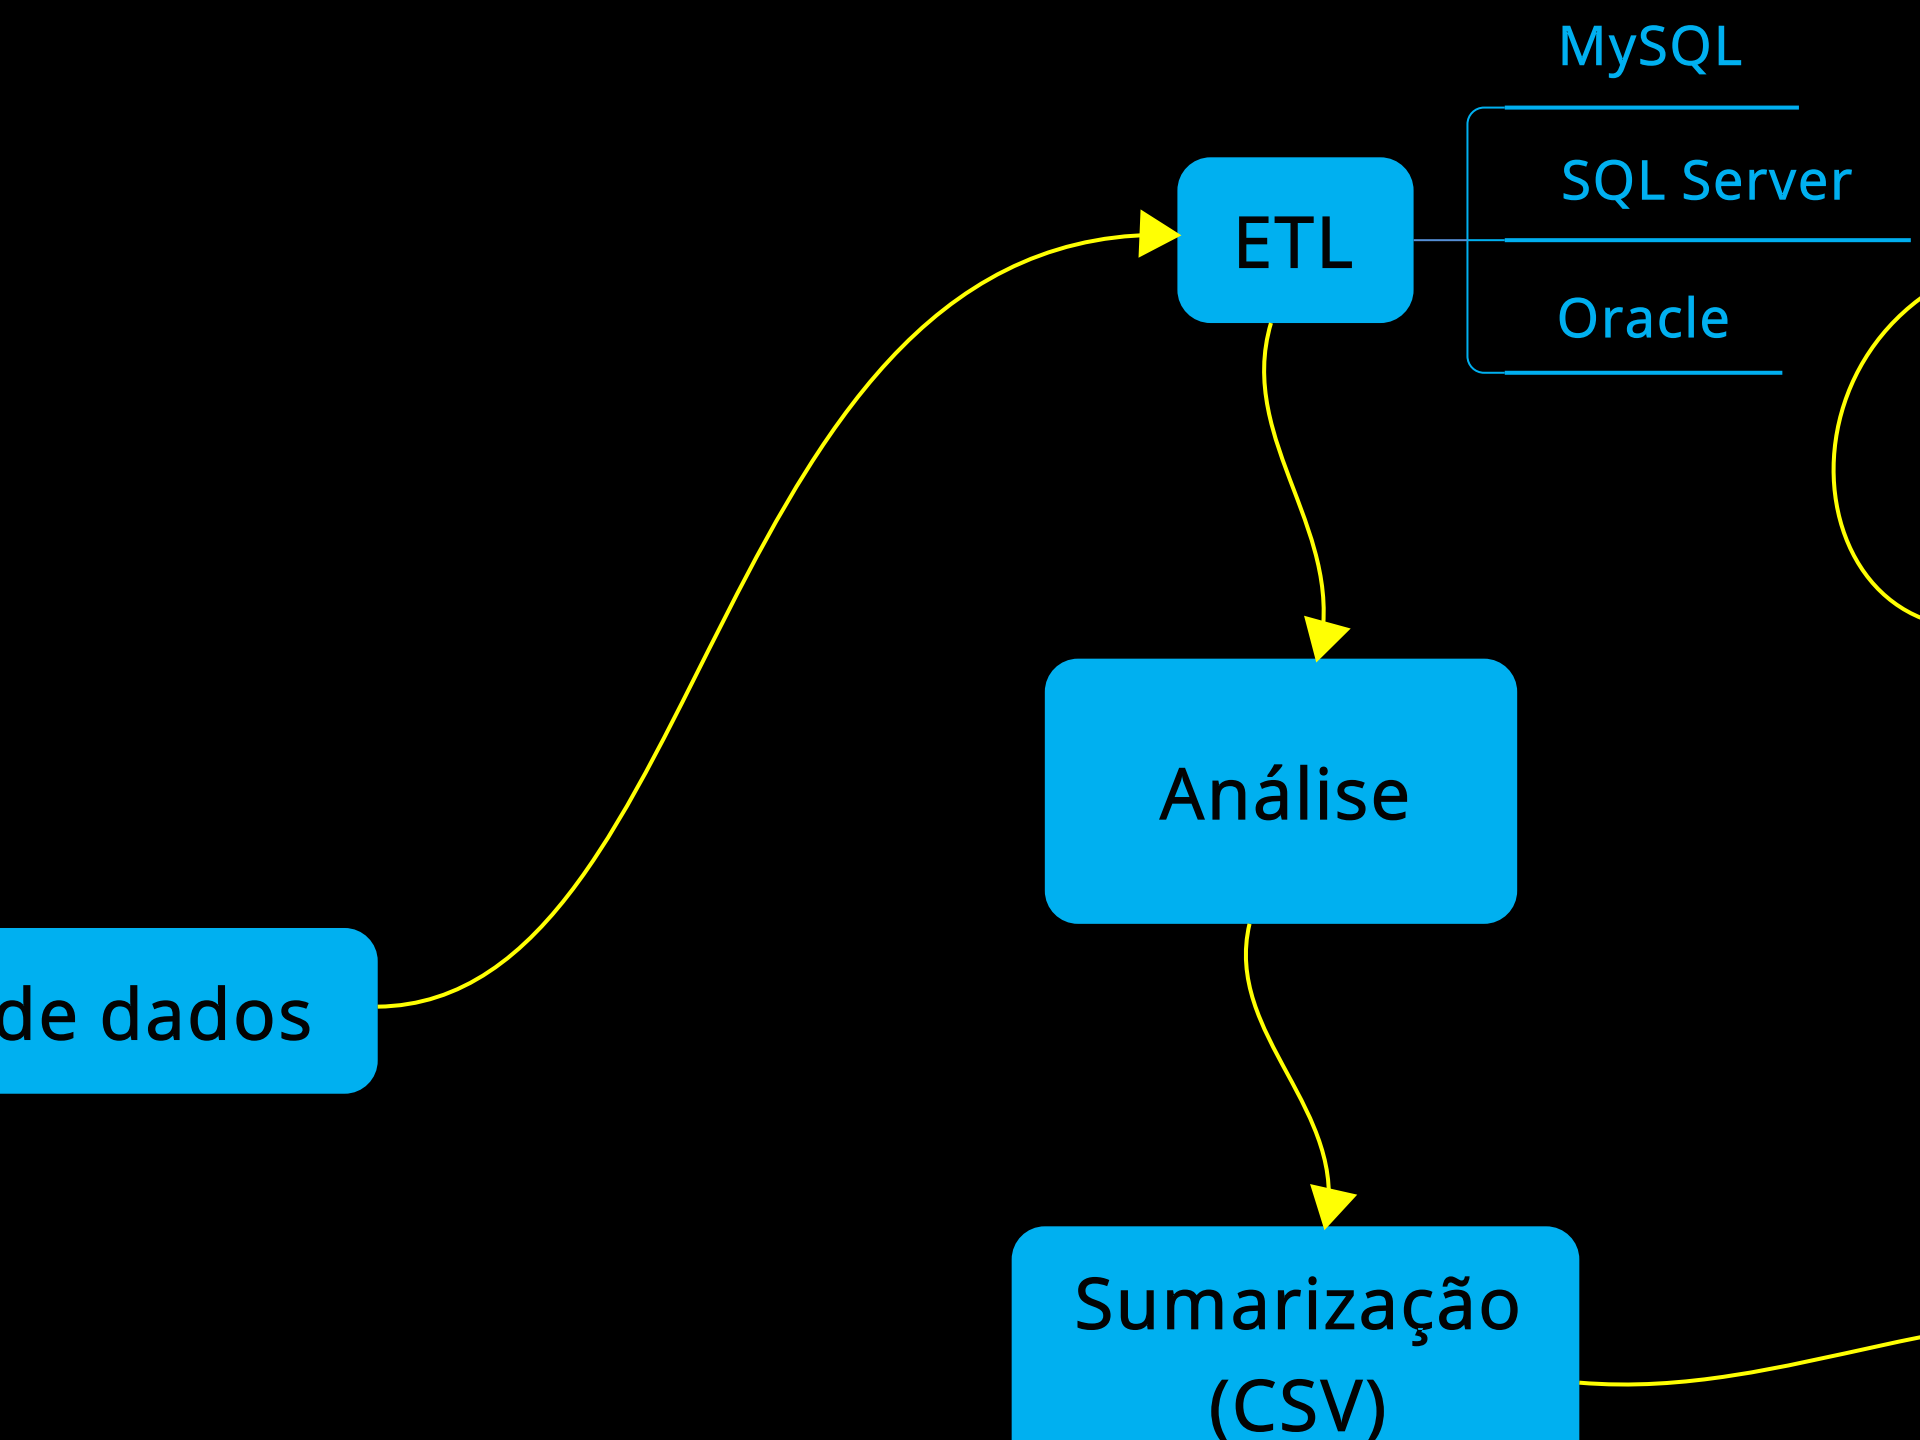 MySQL
SQL Server
ETL
Oracle
Análise
de dados
Sumarização
(CSV)